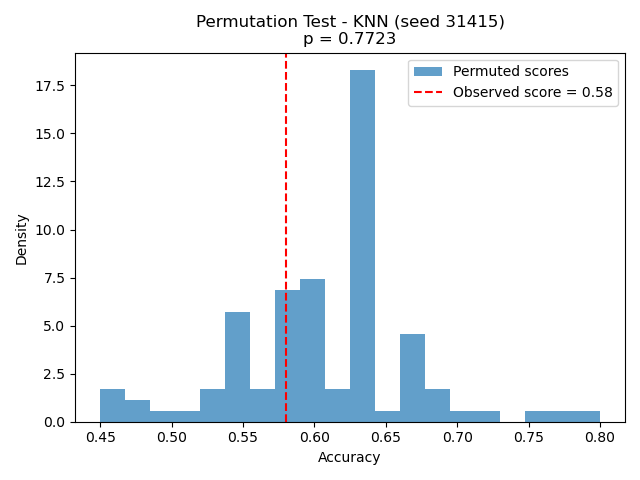 Permutation Test - KNN (seed 31415)
p = 0.7723
Permuted scores
Observed score = 0.58
17.5
15.0
12.5
10.0
7.5
5.0
2.5
0.0
Density
0.45 0.50 0.55 0.60 0.65 0.70 0.75 0.80
Accuracy